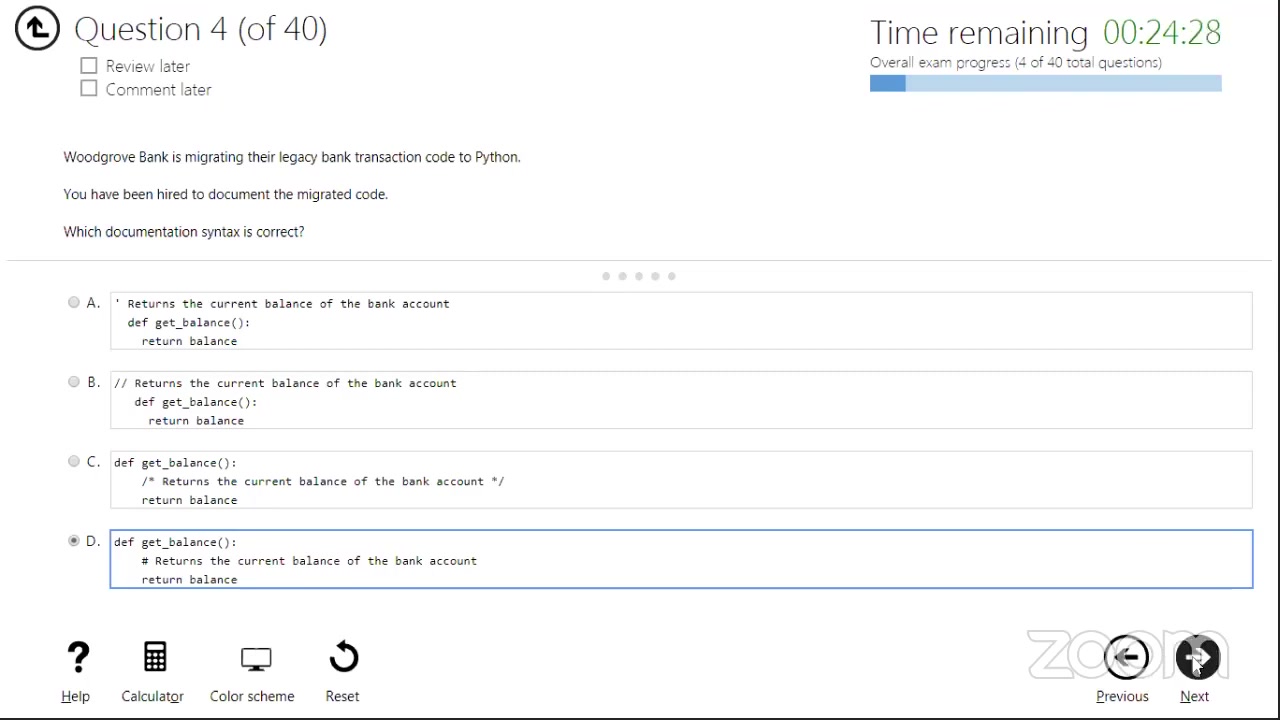 Question 4 (of 40)
Time remaining 00:24:28
Review later
Overall exam progress (4 of 40 total questions)
Comment later
Woodgrove Bank is migrating their legacy bank transaction code to Python.
You have been hired to document the migrated code.
Which documentation syntax is correct?
A. ' Returns the current balance of the bank account
def get_balance():
return balance
B. // Returns the current balance of the bank account
def get_balance():
return balance
C. def get_balance():
/* Returns the current balance of the bank account */
return balance
D. def get_balance():
# Returns the current balance of the bank account
return balance
zoom
Help Calculator Color scheme Reset Previous Next